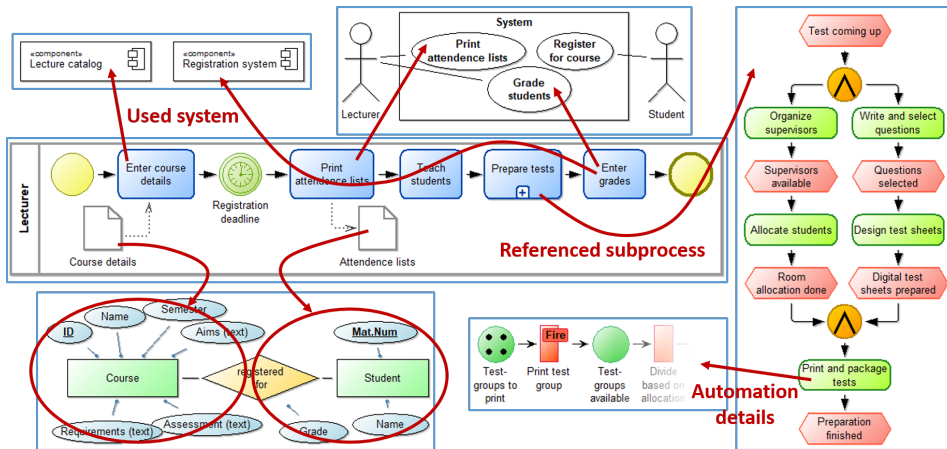 «component»
Lecture catalog
«component»
Registration system
Used system
System
Print
attendence lists
Register
for course
Grade
students
Lecturer
Student
Lecturer
Enter course
details
Registration
deadline
Print
attendence lists
Teach
students
Prepare tests
Enter
grades
Course details
Attendence lists
Referenced subprocess
ID
Name
Semester
Aims (text)
Course
Requirements (text)
Assessment (text)
registered
for
Mat.Num
Student
Grade
Name
Fire
Test-
groups to
print
Print test
group
Test-
groups
available
Divide
based on
allocation
Automation
details
Test coming up
Organize
supervisors
Write and select
questions
Supervisors
available
Questions
selected
Allocate students
Design test sheets
Room
allocation done
Digital test
sheets prepared
Print and package
tests
Preparation
finished